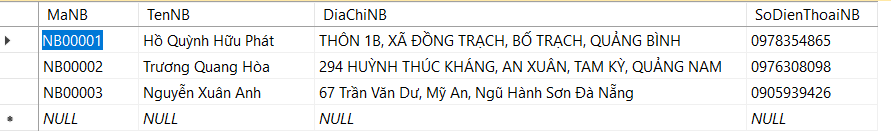 MaNB TenNB DiaChiNB SoDienThoaiNB
NB00001 Hồ Quỳnh Hữu Phát THÔN 1B, XÃ ĐỒNG TRẠCH, BỐ TRẠCH, QUẢNG BÌNH 0978354865
NB00002 Trương Quang Hòa 294 HUỲNH THÚC KHÁNG, AN XUÂN, TAM KỲ, QUẢNG NAM 0976308098
NB00003 Nguyễn Xuân Anh 67 Trần Văn Dư, Mỹ An, Ngũ Hành Sơn Đà Nẵng 0905939426
NULL NULL NULL NULL